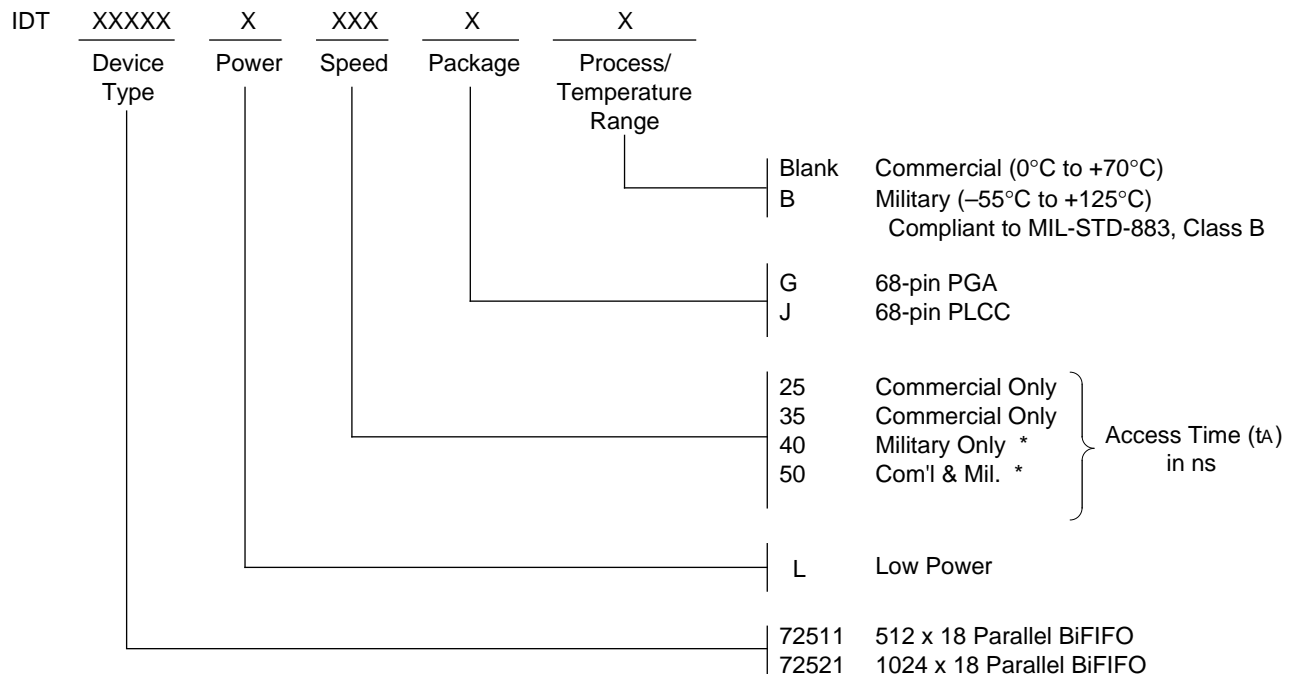 IDT XXXXX X XXX X X
Device Type
Power
Speed
Package
Process/ Temperature Range
Blank Commercial (0°C to +70°C)
B Military (–55°C to +125°C)
Compliant to MIL-STD-883, Class B
G 68-pin PGA
J 68-pin PLCC
25 Commercial Only
35 Commercial Only
40 Military Only *
50 Com'l & Mil. *
Access Time (tA)
in ns
L Low Power
72511 512 x 18 Parallel BiFIFO
72521 1024 x 18 Parallel BiFIFO